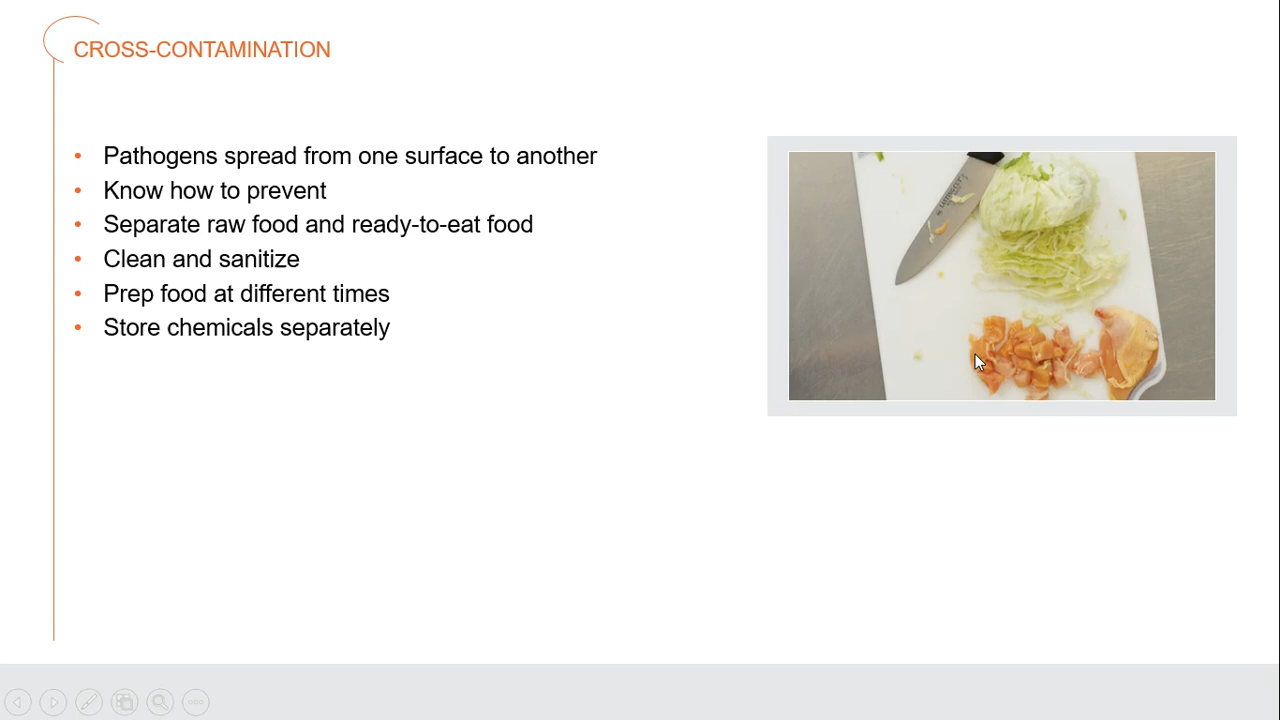 CROSS-CONTAMINATION
• Pathogens spread from one surface to another
• Know how to prevent
• Separate raw food and ready-to-eat food
• Clean and sanitize
• Prep food at different times
• Store chemicals separately